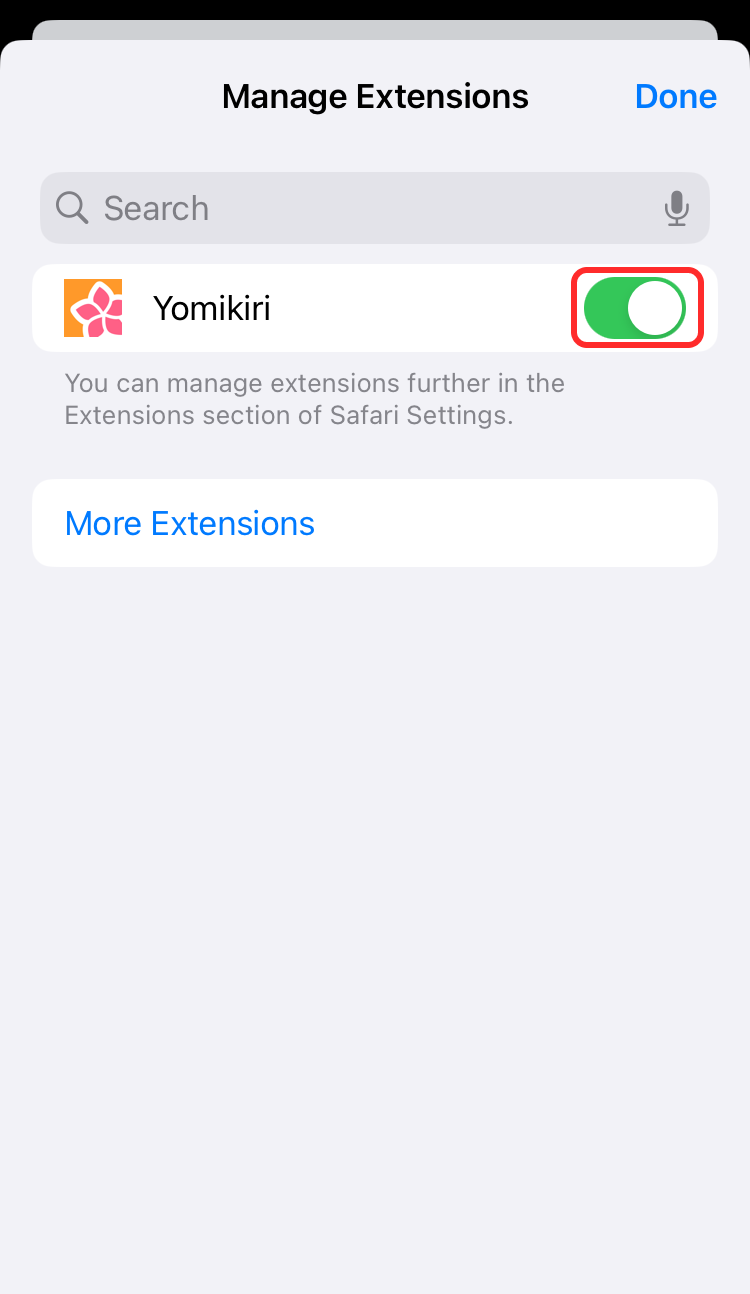 Manage Extensions
Done
Search
Yomikiri
You can manage extensions further in the
Extensions section of Safari Settings.
More Extensions